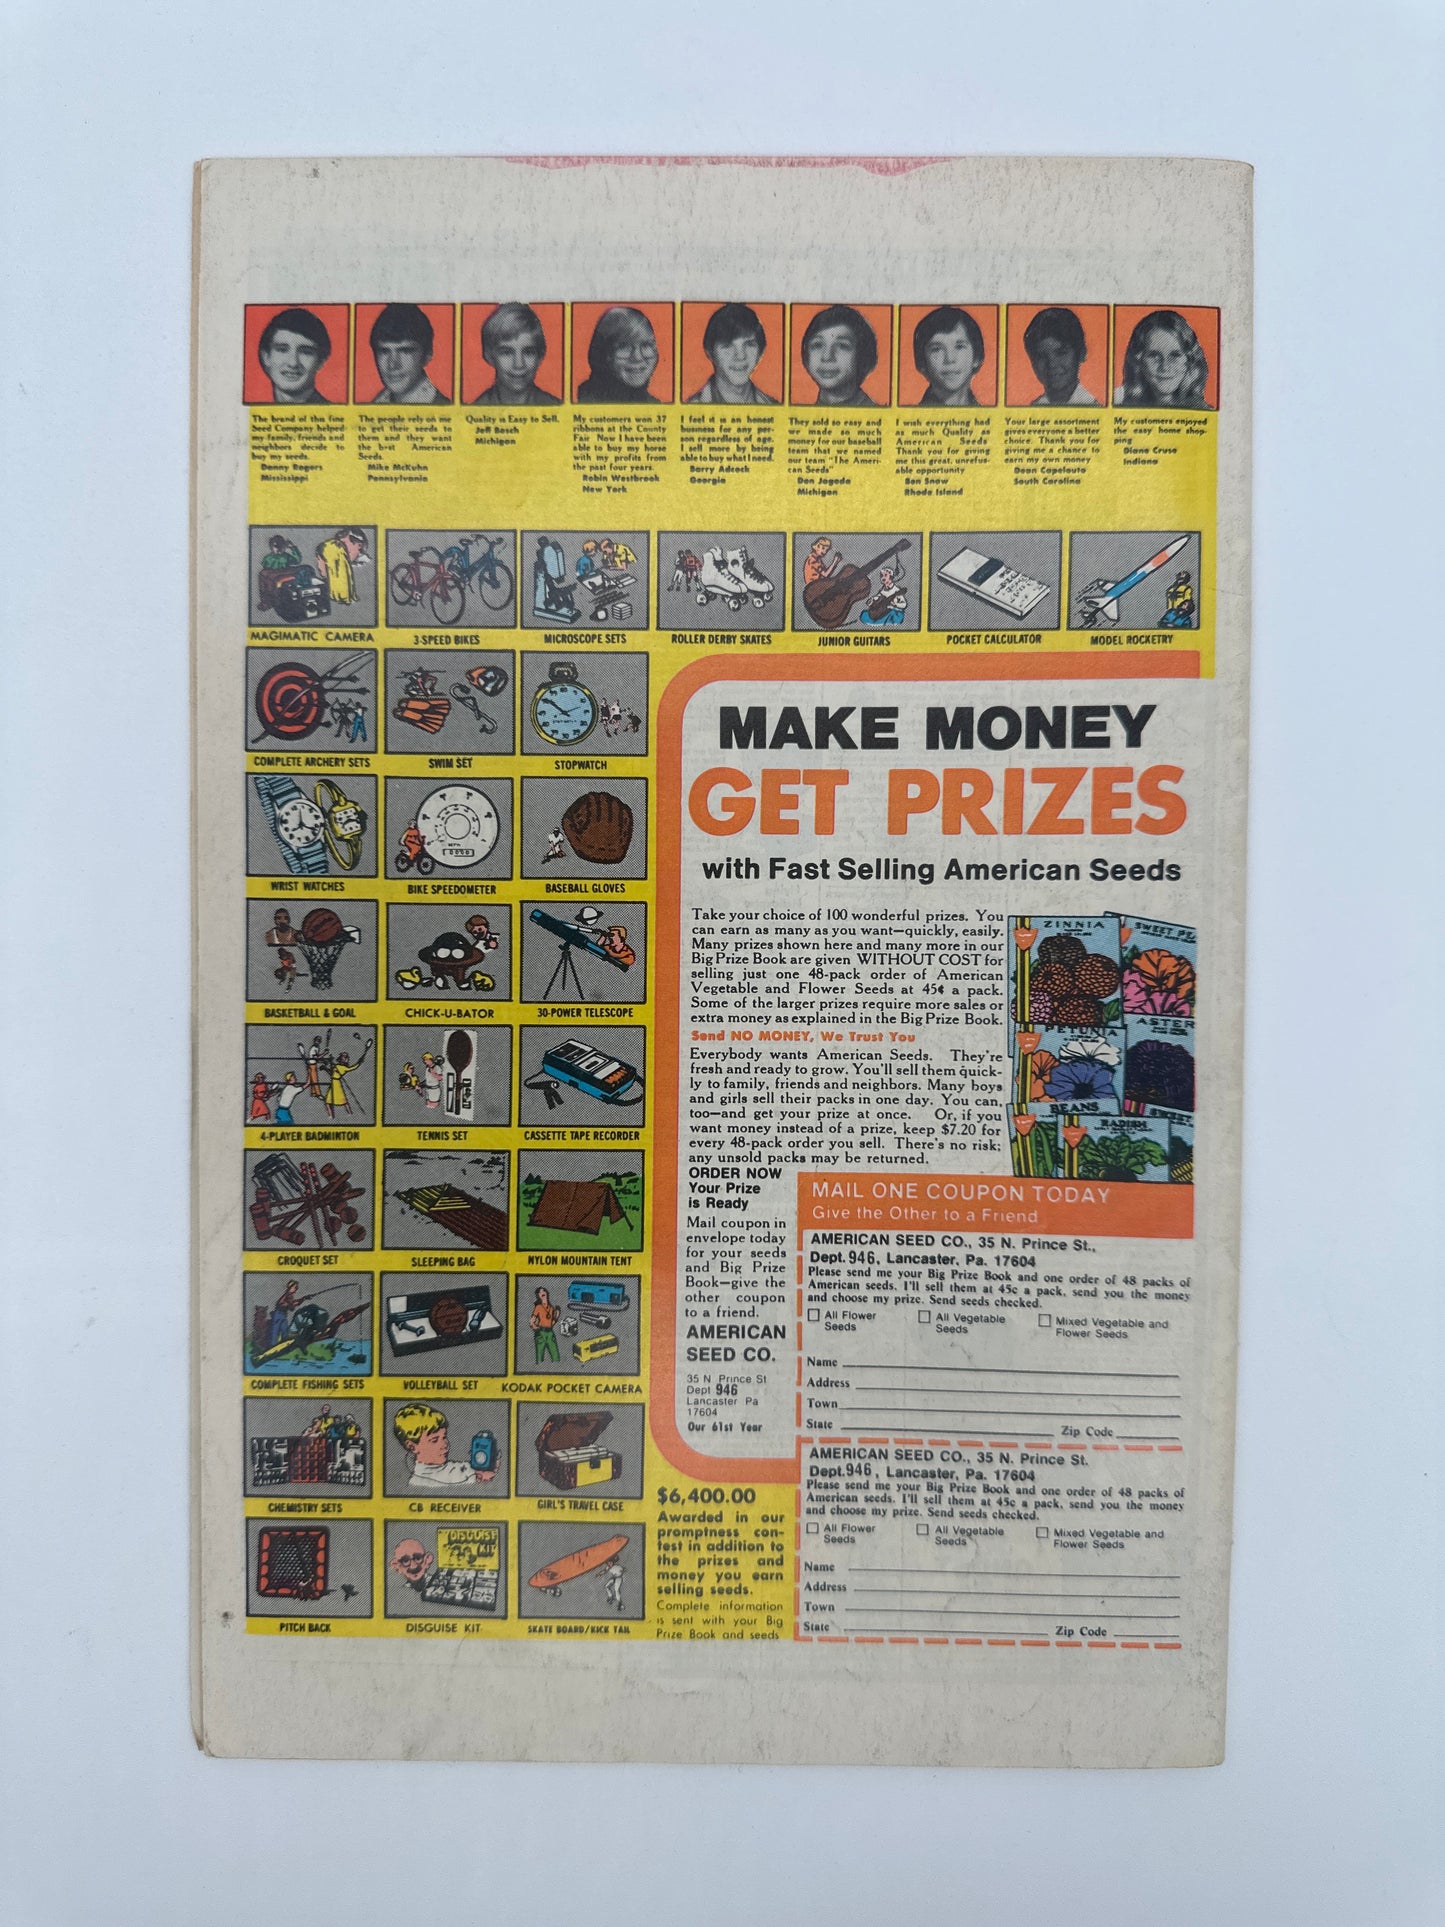 The brand of this fine
Seed Company helped
my family, friends and
neighbors decide to
buy my seeds.
Danny Rogers
Mississippi
The people rely on me
to get their seeds to
them and they want
the best American
Seeds.
Mike McKuhn
Pennsylvania
Quality is Easy to Sell.
Jeff Bosch
Michigan
My customers won 37
ribbons at the County
Fair Now I have been
able to buy my horse
with my profits from
the past four years.
Robin Westbrook
New York
I feel it is an honest
business for any per-
son regardless of age.
I sell more by being
able to buy what I need.
Barry Adcock
Georgia
They sold so easy and
we made so much
money for our baseball
team that we named
our team "The Ameri-
can Seeds"
Don Jagoda
Michigan
I wish everything had
as much Quality as
American Seeds
Thank you for giving
me this great, unrefus-
able opportunity
Ben Snow
Rhode Island
Your large assortment
gives everyone a better
choice. Thank you for
giving me a chance to
earn my own money
Dean Capelouto
South Carolina
My customers enjoyed
the easy home shop-
ping
Diane Cruse
Indiana
MAGIMATIC CAMERA
3-SPEED BIKES
MICROSCOPE SETS
ROLLER DERBY SKATES
JUNIOR GUITARS
POCKET CALCULATOR
MODEL ROCKETRY
COMPLETE ARCHERY SETS
SWIM SET
STOPWATCH
WRIST WATCHES
BIKE SPEEDOMETER
BASEBALL GLOVES
BASKETBALL & GOAL
CHICK-U-BATOR
30-POWER TELESCOPE
4-PLAYER BADMINTON
TENNIS SET
CASSETTE TAPE RECORDER
CROQUET SET
SLEEPING BAG
NYLON MOUNTAIN TENT
COMPLETE FISHING SETS
VOLLEYBALL SET
KODAK POCKET CAMERA
CHEMISTRY SETS
CB RECEIVER
GIRL'S TRAVEL CASE
PITCH BACK
DISGUISE KIT
DISGUISE KIT
SKATE BOARD/KICK TAIL
MAKE MONEY
GET PRIZES
with Fast Selling American Seeds
Take your choice of 100 wonderful prizes. You
can earn as many as you want—quickly, easily.
Many prizes shown here and many more in our
Big Prize Book are given WITHOUT COST for
selling just one 48-pack order of American
Vegetable and Flower Seeds at 45¢ a pack.
Some of the larger prizes require more sales or
extra money as explained in the Big Prize Book.
Send NO MONEY, We Trust You
Everybody wants American Seeds. They're
fresh and ready to grow. You'll sell them quick-
ly to family, friends and neighbors. Many boys
and girls sell their packs in one day. You can,
too—and get your prize at once. Or, if you
want money instead of a prize, keep $7.20 for
every 48-pack order you sell. There's no risk;
any unsold packs may be returned.
ZINNIA
SWEET PE
PETUNIA
ASTER
BEANS
RADISH
SWEET
ORDER NOW
Your Prize
is Ready
Mail coupon in
envelope today
for your seeds
and Big Prize
Book—give the
other coupon
to a friend.
AMERICAN
SEED CO.
35 N Prince St
Dept 946
Lancaster Pa
17604
Our 61st Year
$6,400.00
Awarded in our
promptness con-
test in addition to
the prizes and
money you earn
selling seeds.
Complete information
is sent with your Big
Prize Book and seeds
MAIL ONE COUPON TODAY
Give the Other to a Friend
AMERICAN SEED CO., 35 N. Prince St.,
Dept. 946, Lancaster, Pa. 17604
Please send me your Big Prize Book and one order of 48 packs of
American seeds. I'll sell them at 45c a pack, send you the money
and choose my prize. Send seeds checked.
All Flower
Seeds
All Vegetable
Seeds
Mixed Vegetable and
Flower Seeds
Name
Address
Town
State Zip Code
AMERICAN SEED CO., 35 N. Prince St.
Dept. 946, Lancaster, Pa. 17604
Please send me your Big Prize Book and one order of 48 packs of
American seeds. I'll sell them at 45c a pack, send you the money
and choose my prize. Send seeds checked.
All Flower
Seeds
All Vegetable
Seeds
Mixed Vegetable and
Flower Seeds
Name
Address
Town
State Zip Code